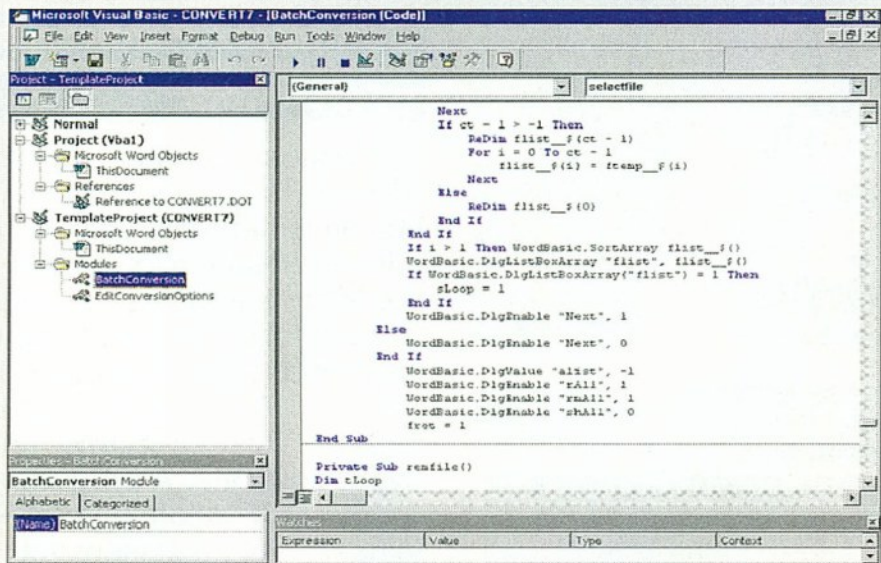 Microsoft Visual Basic - CONVERT7 - [BatchConversion (Code)]
File Edit View Insert Format Debug Run Tools Window Help
Project - TemplateProject
Normal
Project (Vba1)
Microsoft Word Objects
ThisDocument
References
Reference to CONVERT7.DOT
TemplateProject (CONVERT7)
Microsoft Word Objects
ThisDocument
Modules
BatchConversion
EditConversionOptions
Properties - BatchConversion
BatchConversion Module
Alphabetic Categorized
(Name) BatchConversion
(General) selectfile
Next
If ct - 1 > -1 Then
ReDim flist__$(ct - 1)
For i = 0 To ct - 1
flist__$(i) = ftemp__$(i)
Next
Else
ReDim flist__$(0)
End If
End If
If i > 1 Then WordBasic.SortArray flist__$()
WordBasic.DlgListBoxArray "flist", flist__$()
If WordBasic.DlgListBoxArray("flist") = 1 Then
sLoop = 1
End If
WordBasic.DlgEnable "Next", 1
Else
WordBasic.DlgEnable "Next", 0
End If
WordBasic.DlgValue "alist", -1
WordBasic.DlgEnable "rAll", 1
WordBasic.DlgEnable "rmAll", 1
WordBasic.DlgEnable "shAll", 0
fret = 1
End Sub
Private Sub remfile()
Dim tLoop
Watches
Expression Value Type Context